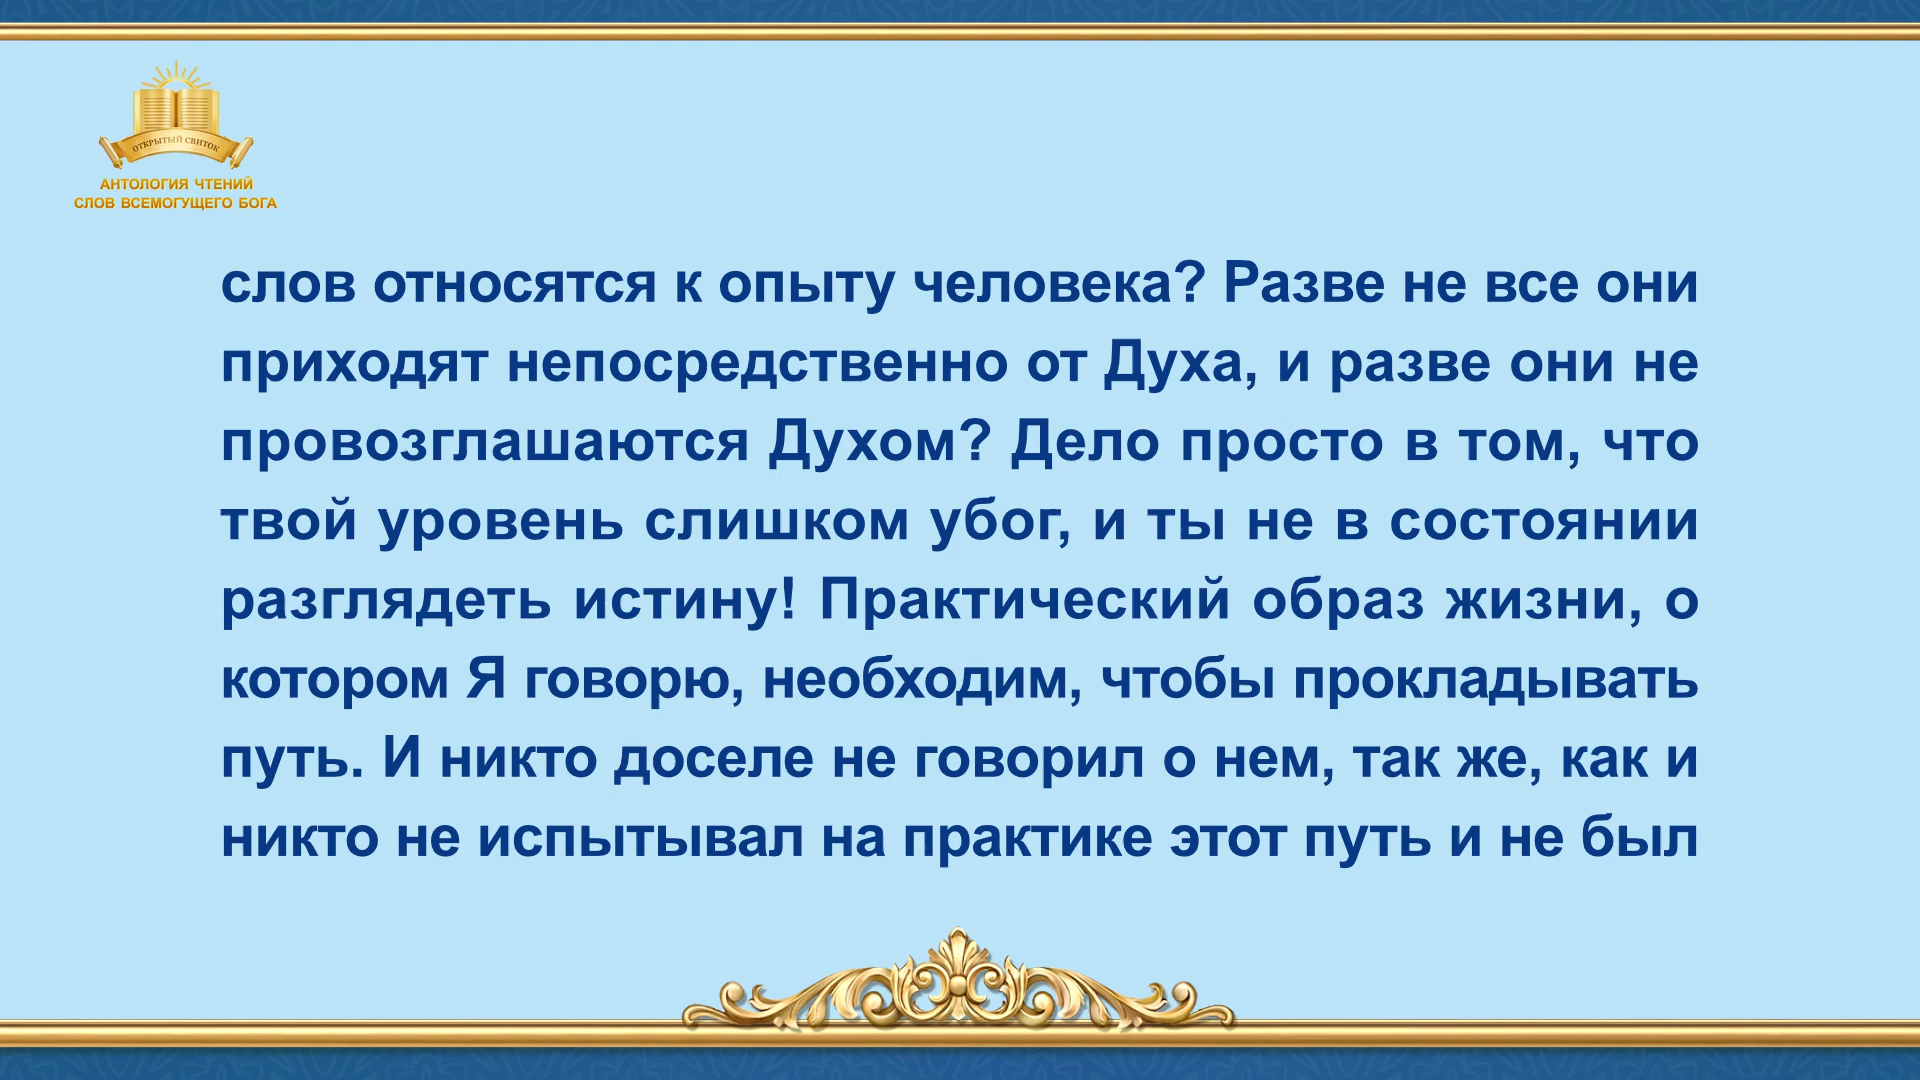 ОТКРЫТЫЙ СВИТОК
АНТОЛОГИЯ ЧТЕНИЙ
СЛОВ ВСЕМОГУЩЕГО БОГА
слов относятся к опыту человека? Разве не все они
приходят непосредственно от Духа, и разве они не
провозглашаются Духом? Дело просто в том, что
твой уровень слишком убог, и ты не в состоянии
разглядеть истину! Практический образ жизни, о
котором Я говорю, необходим, чтобы прокладывать
путь. И никто доселе не говорил о нем, так же, как и
никто не испытывал на практике этот путь и не был